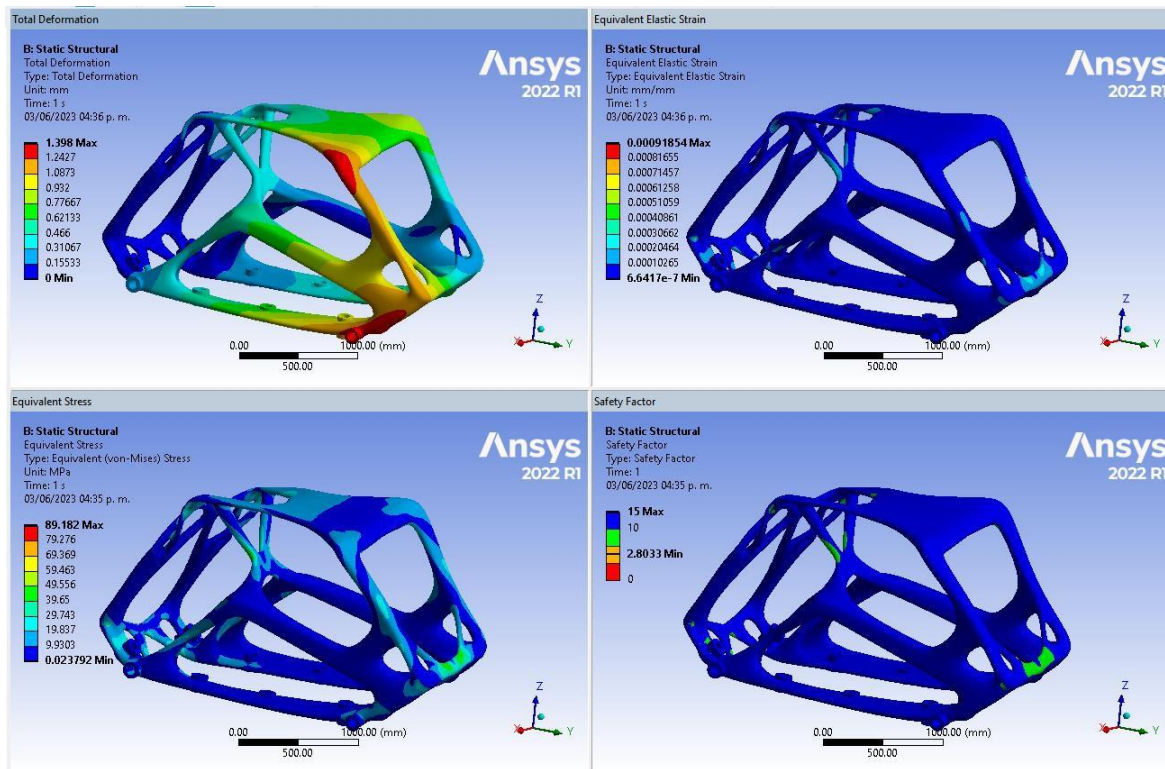 Total Deformation
B: Static Structural
Total Deformation
Type: Total Deformation
Unit: mm
Time: 1 s
03/06/2023 04:36 p. m.
1.398 Max
1.2427
1.0873
0.932
0.77667
0.62133
0.466
0.31067
0.15533
0 Min
Ansys
2022 R1
Z
X
Y
0.00
1000.00 (mm)
500.00
Equivalent Elastic Strain
B: Static Structural
Equivalent Elastic Strain
Type: Equivalent Elastic Strain
Unit: mm/mm
Time: 1 s
03/06/2023 04:36 p. m.
0.00091854 Max
0.00081655
0.00071457
0.00061258
0.00051059
0.00040861
0.00030662
0.00020464
0.00010265
6.6417e-7 Min
Ansys
2022 R1
Z
X
Y
0.00
1000.00 (mm)
500.00
Equivalent Stress
B: Static Structural
Equivalent Stress
Type: Equivalent (von-Mises) Stress
Unit: MPa
Time: 1 s
03/06/2023 04:35 p. m.
89.182 Max
79.276
69.369
59.463
49.556
39.65
29.743
19.837
9.9303
0.023792 Min
Ansys
2022 R1
Z
X
Y
0.00
1000.00 (mm)
500.00
Safety Factor
B: Static Structural
Safety Factor
Type: Safety Factor
Time: 1
03/06/2023 04:35 p. m.
15 Max
10
2.8033 Min
0
Ansys
2022 R1
Z
X
Y
0.00
1000.00 (mm)
500.00